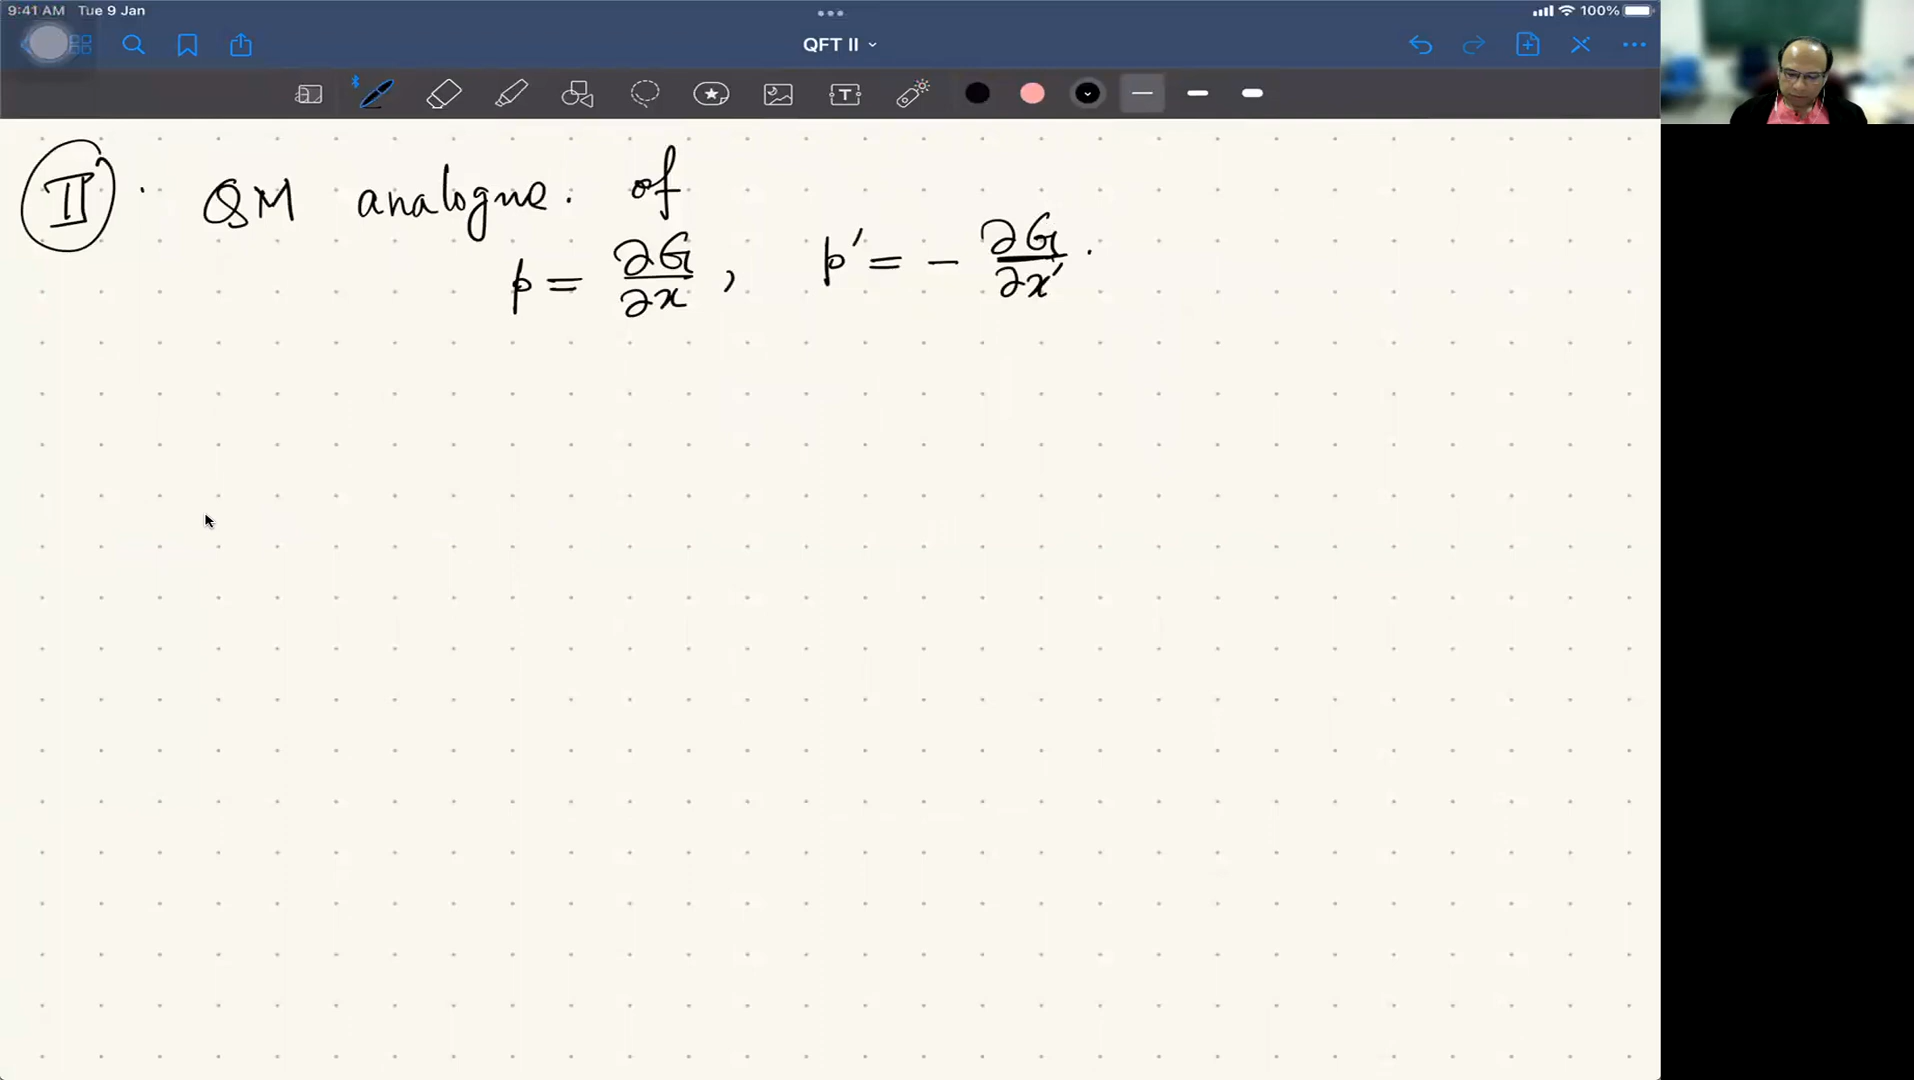 9:41 AM Tue 9 Jan
100%
QFT II
II. QM analogue. of
p = ∂G/∂x, p' = - ∂G/∂x'.